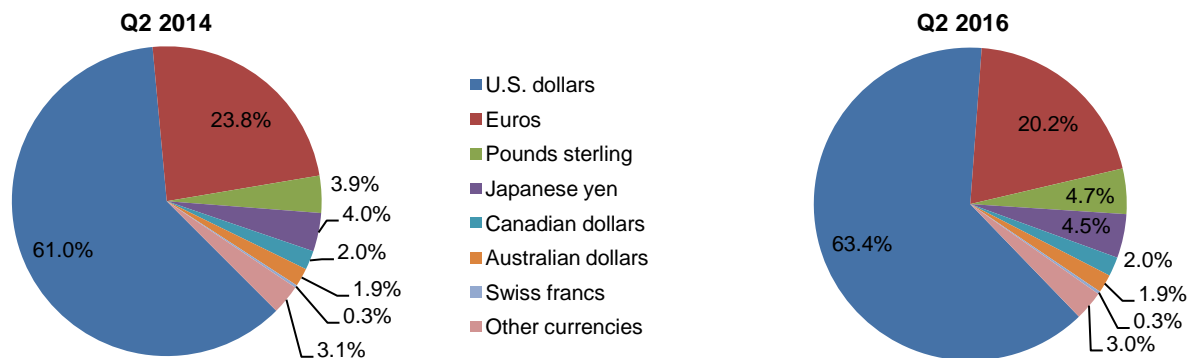 Q2 2014
23.8%
3.9%
4.0%
2.0%
1.9%
0.3%
3.1%
61.0%
U.S. dollars
Euros
Pounds sterling
Japanese yen
Canadian dollars
Australian dollars
Swiss francs
Other currencies
Q2 2016
20.2%
4.7%
4.5%
2.0%
1.9%
0.3%
3.0%
63.4%